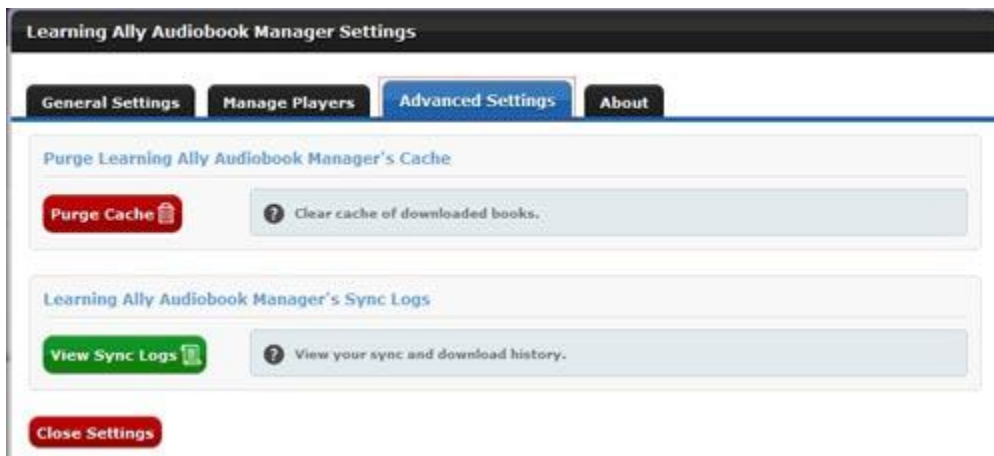 Learning Ally Audiobook Manager Settings
General Settings Manage Players Advanced Settings About
Purge Learning Ally Audiobook Manager's Cache
Purge Cache ? Clear cache of downloaded books.
Learning Ally Audiobook Manager's Sync Logs
View Sync Logs ? View your sync and download history.
Close Settings